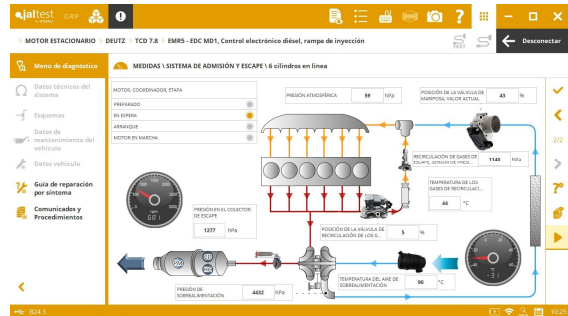 jaltest GRP
MOTOR ESTACIONARIO DEUTZ TCD 7.8 EMR5 - EDC MD1, Control electrónico diésel, rampa de inyección
TEST
Desconectar
Menú de diagnóstico
MEDIDAS \ SISTEMA DE ADMISIÓN Y ESCAPE \ 6 cilindros en línea
Datos técnicos del sistema
Esquemas
Datos de mantenimiento del vehículo
Datos vehículo
Guía de reparación por síntoma
Comunicados y Procedimientos
MOTOR, COORDINADOR, ETAPA
PREPARADO
EN ESPERA
ARRANQUE
MOTOR EN MARCHA
PRESIÓN ATMOSFÉRICA 59 hPa
POSICIÓN DE LA VÁLVULA DE MARIPOSA, VALOR ACTUAL 43 %
RECIRCULACIÓN DE GASES DE
1140 hPa
TEMPERATURA DE LOS GASES DE RECIRCULACI...
44 °C
PRESIÓN EN EL COLECTOR DE ESCAPE
1377 hPa
POSICIÓN DE LA VÁLVULA DE RECIRCULACIÓN DE LOS G... 5 %
TEMPERATURA DEL AIRE DE SOBREALIMENTACIÓN 90 °C
PRESIÓN DE SOBREALIMENTACIÓN 4432 hPa
rpm
681
2/2
B24.1.
10:25